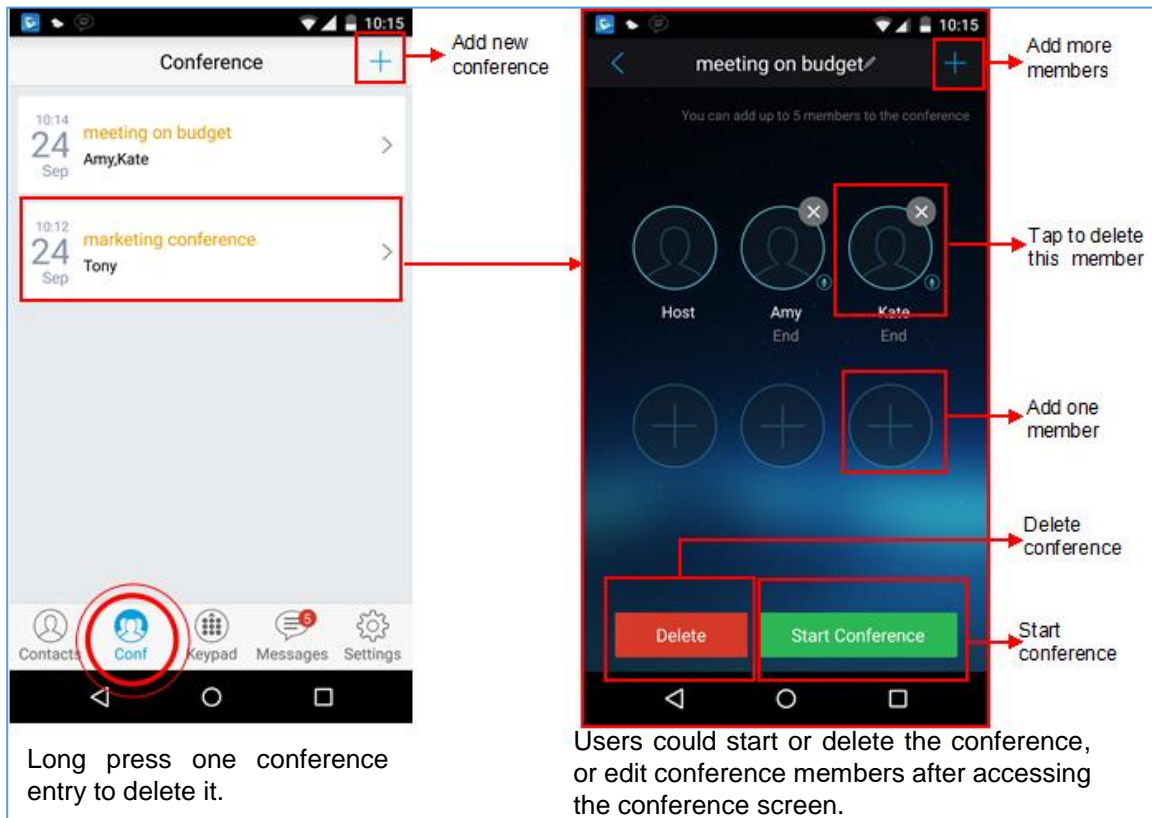 10:15
Conference
Add new
conference
10:14
24
Sep
meeting on budget
Amy,Kate
10:12
24
Sep
marketing conference
Tony
Contacts
Conf
Keypad
5
Messages
Settings
Long press one conference
entry to delete it.
10:15
meeting on budget
Add more
members
You can add up to 5 members to the conference
Tap to delete
this member
Host
Amy
Kate
End
End
Add one
member
Delete
conference
Delete
Start Conference
Start
conference
Users could start or delete the conference,
or edit conference members after accessing
the conference screen.